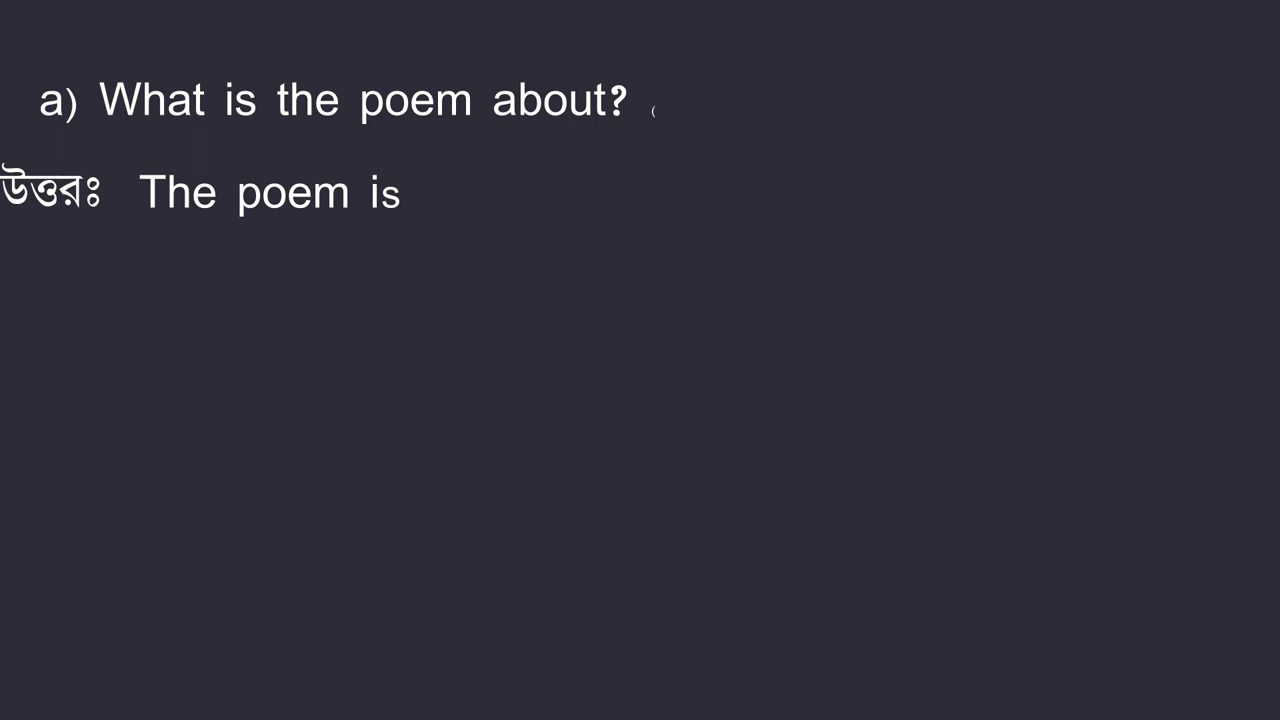 a) What is the poem about? (
উত্তরঃ The poem is